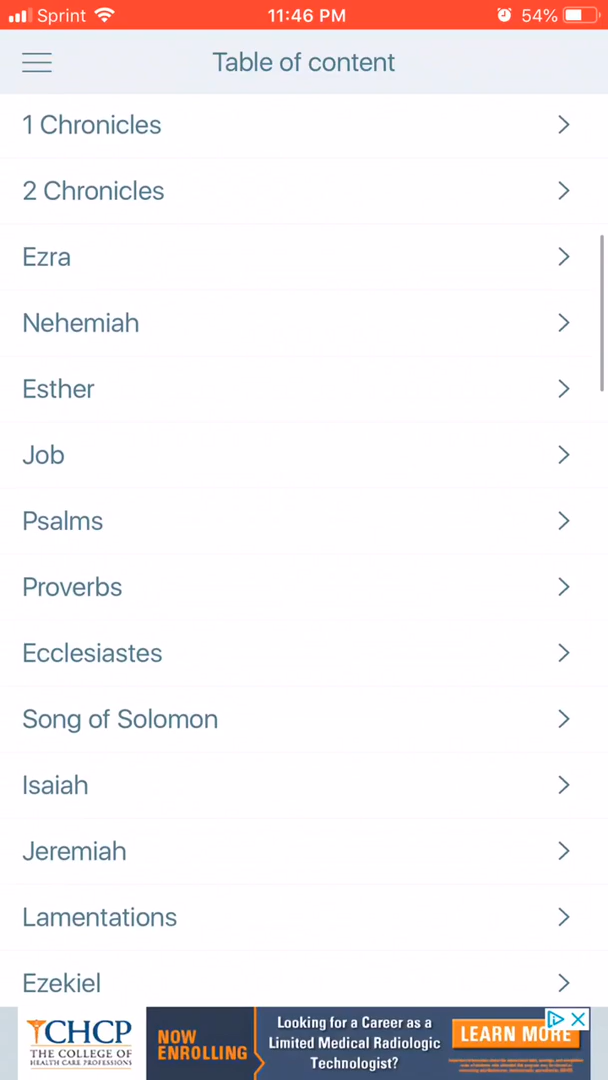 Sprint 11:46 PM 54%
Table of content
1 Chronicles
2 Chronicles
Ezra
Nehemiah
Esther
Job
Psalms
Proverbs
Ecclesiastes
Song of Solomon
Isaiah
Jeremiah
Lamentations
Ezekiel
CHCP
THE COLLEGE OF
HEALTH CARE PROFESSIONS
NOW
ENROLLING
Looking for a Career as a
Limited Medical Radiologic
Technologist?
LEARN MORE